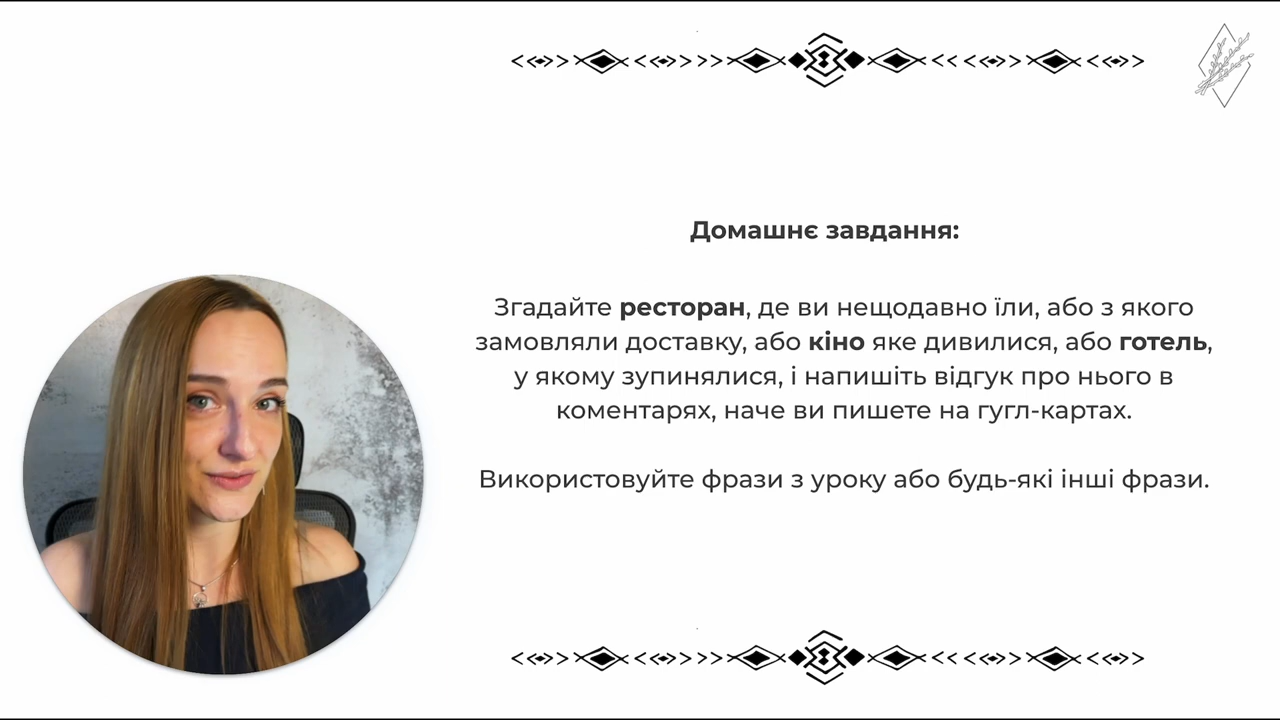 Домашнє завдання:
Згадайте ресторан, де ви нещодавно їли, або з якого
замовляли доставку, або кіно яке дивилися, або готель,
у якому зупинялися, і напишіть відгук про нього в
коментарях, наче ви пишете на гугл-картах.
Використовуйте фрази з уроку або будь-які інші фрази.